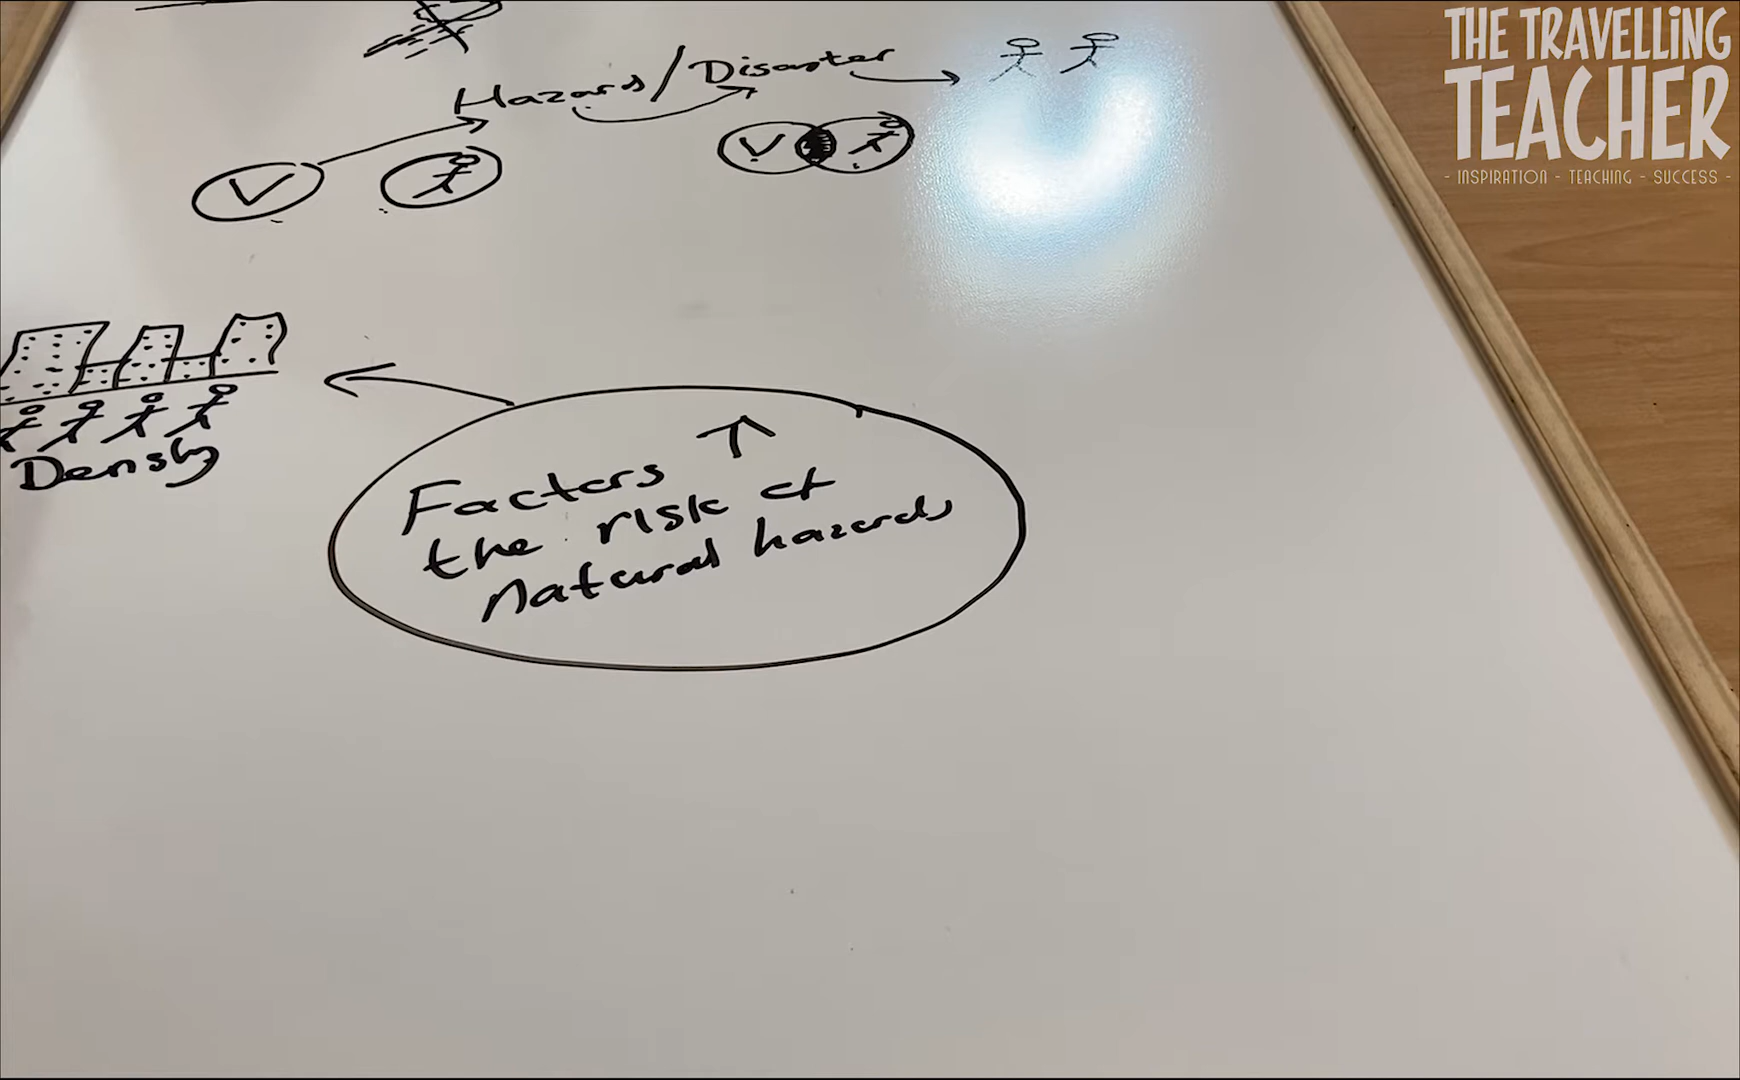 THE TRAVELLING
TEACHER
- INSPIRATION - TEACHING - SUCCESS -
Hazards/Disaster
V
V
Density
Factors ↑
the risk of
natural hazards